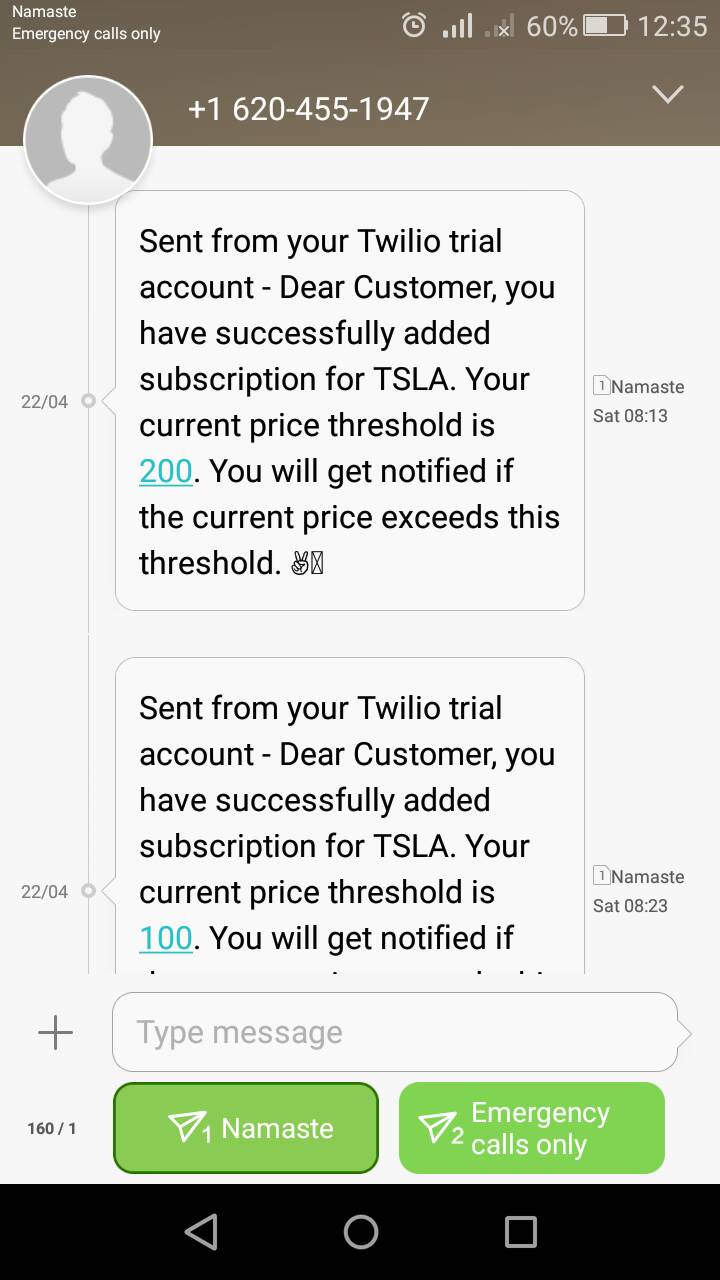 Namaste
Emergency calls only
60% 12:35
+1 620-455-1947
Sent from your Twilio trial
account - Dear Customer, you
have successfully added
subscription for TSLA. Your
current price threshold is
200. You will get notified if
the current price exceeds this
threshold. ✌
22/04
1 Namaste
Sat 08:13
Sent from your Twilio trial
account - Dear Customer, you
have successfully added
subscription for TSLA. Your
current price threshold is
100. You will get notified if
22/04
1 Namaste
Sat 08:23
Type message
160 / 1
1 Namaste
2 Emergency
calls only